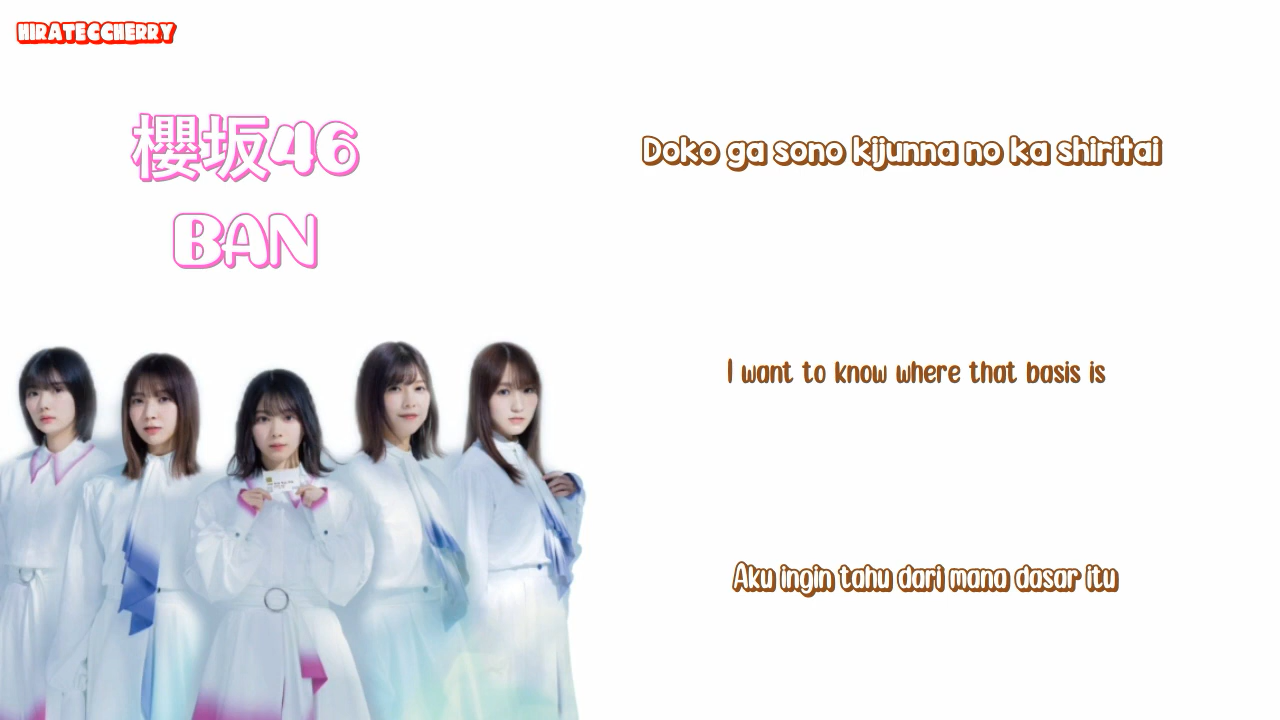 HIRATECCHERRY
櫻坂46
BAN
Doko ga sono kijunna no ka shiritai
I want to know where that basis is
Aku ingin tahu dari mana dasar itu